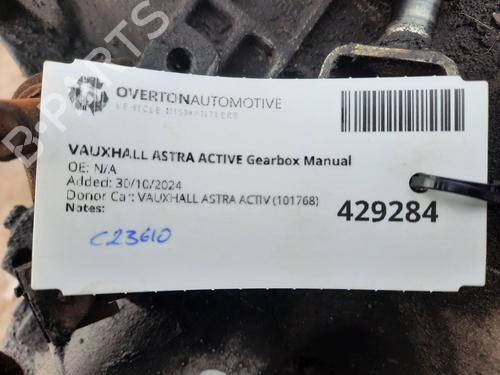 B-PARTS
OVERTONAUTOMOTIVE
VEHICLE DISMANTLERS
VAUXHALL ASTRA ACTIVE Gearbox Manual
OE: N/A
Added: 30/10/2024
Donor Car: VAUXHALL ASTRA ACTIV (101768)
Notes:
429284
C23610